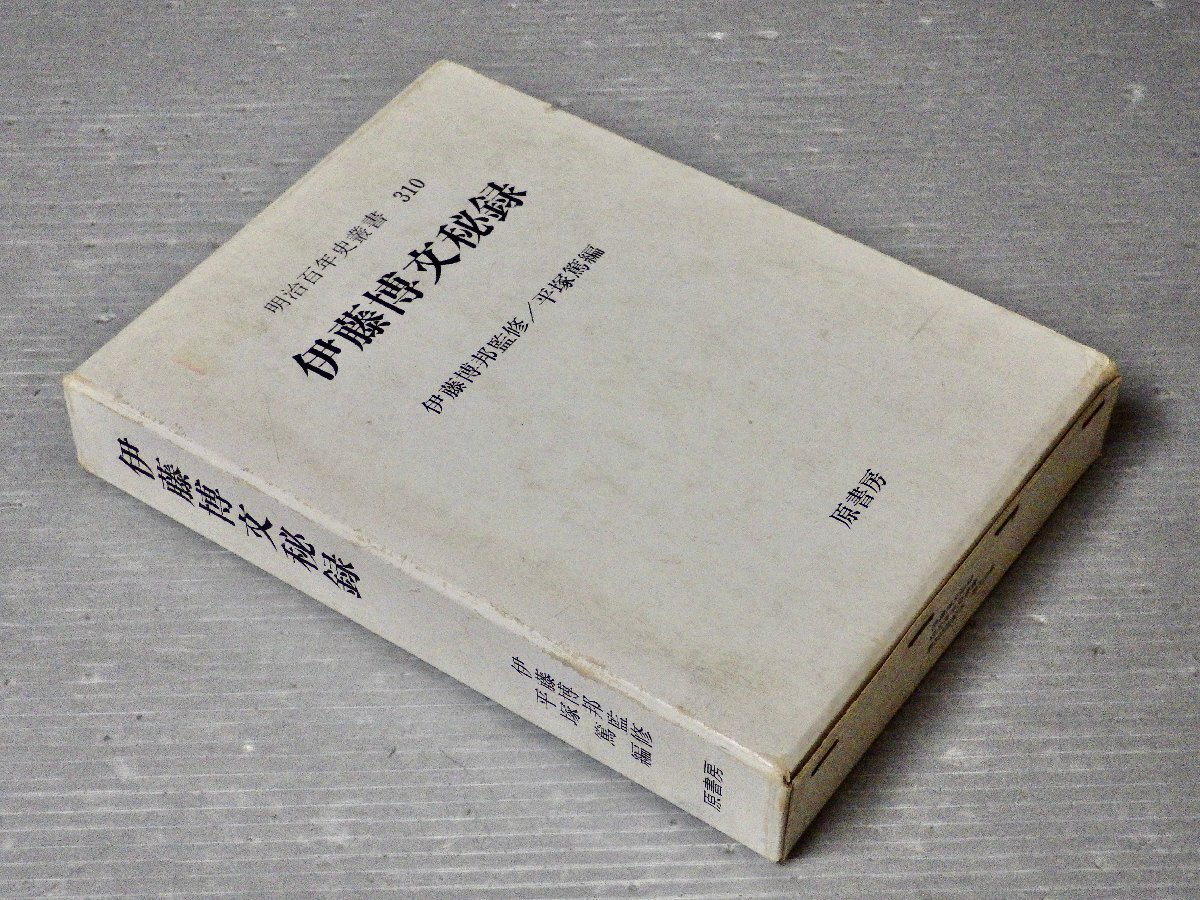 明治百年史叢書 310
伊藤博文秘録
伊藤博邦監修／平塚篤編
原書房
伊藤博文秘録
伊藤博邦監修
平塚篤編
原書房